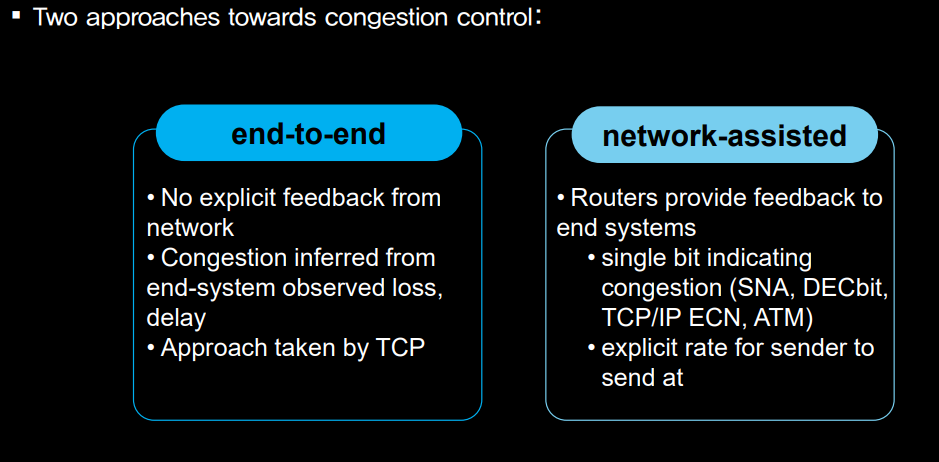 ▪ Two approaches towards congestion control:
end-to-end
• No explicit feedback from
network
• Congestion inferred from
end-system observed loss,
delay
• Approach taken by TCP
network-assisted
• Routers provide feedback to
end systems
• single bit indicating
congestion (SNA, DECbit,
TCP/IP ECN, ATM)
• explicit rate for sender to
send at